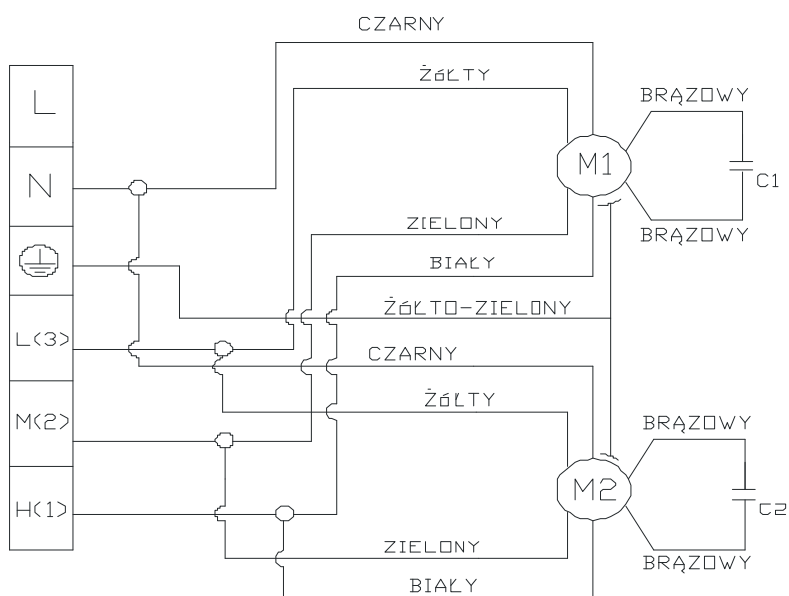 CZARNY
ŻÓŁTY
BRĄZOWY
L
M1
C1
N
ZIELONY
BRĄZOWY
BIAŁY
ŻÓŁTO-ZIELONY
L(3)
CZARNY
ŻÓŁTY
M(2)
BRĄZOWY
M2
H(1)
C2
ZIELONY
BRĄZOWY
BIAŁY